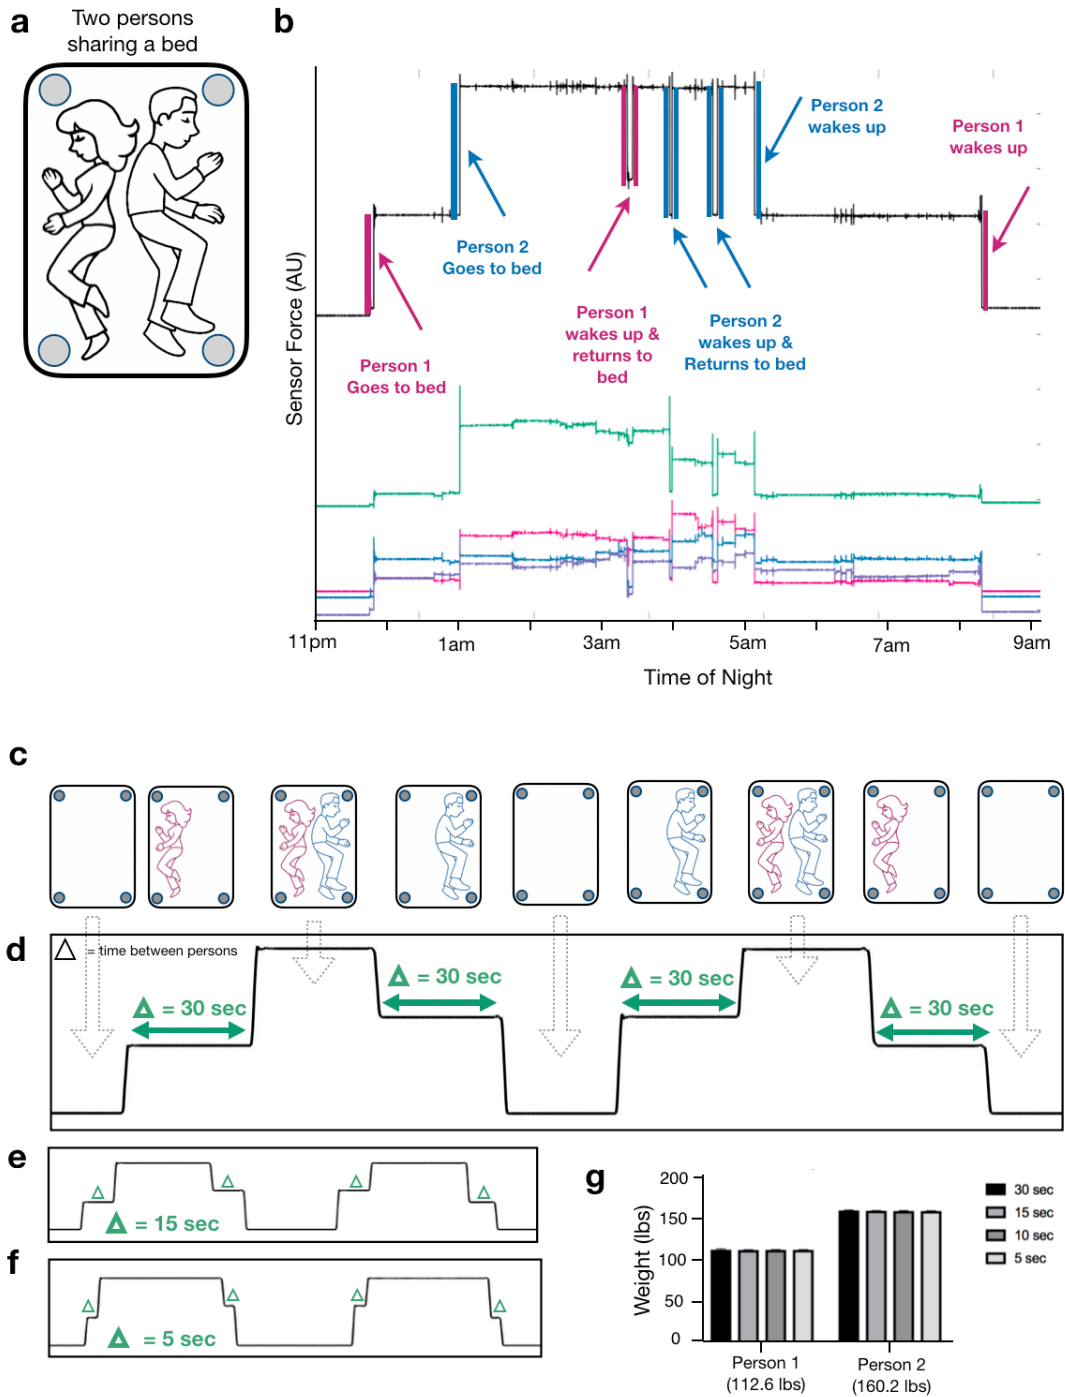 a
Two persons
sharing a bed
b
Sensor Force (AU)
Person 1
Goes to bed
Person 2
Goes to bed
Person 1
wakes up &
returns to
bed
Person 2
wakes up &
Returns to bed
Person 2
wakes up
Person 1
wakes up
11pm
1am
3am
5am
7am
9am
Time of Night
c
d
△ = time between persons
△ = 30 sec
△ = 30 sec
△ = 30 sec
△ = 30 sec
e
△
△
△
△
△ = 15 sec
f
△
△
△
△
△ = 5 sec
g
Weight (lbs)
200
150
100
50
0
Person 1
(112.6 lbs)
Person 2
(160.2 lbs)
30 sec
15 sec
10 sec
5 sec